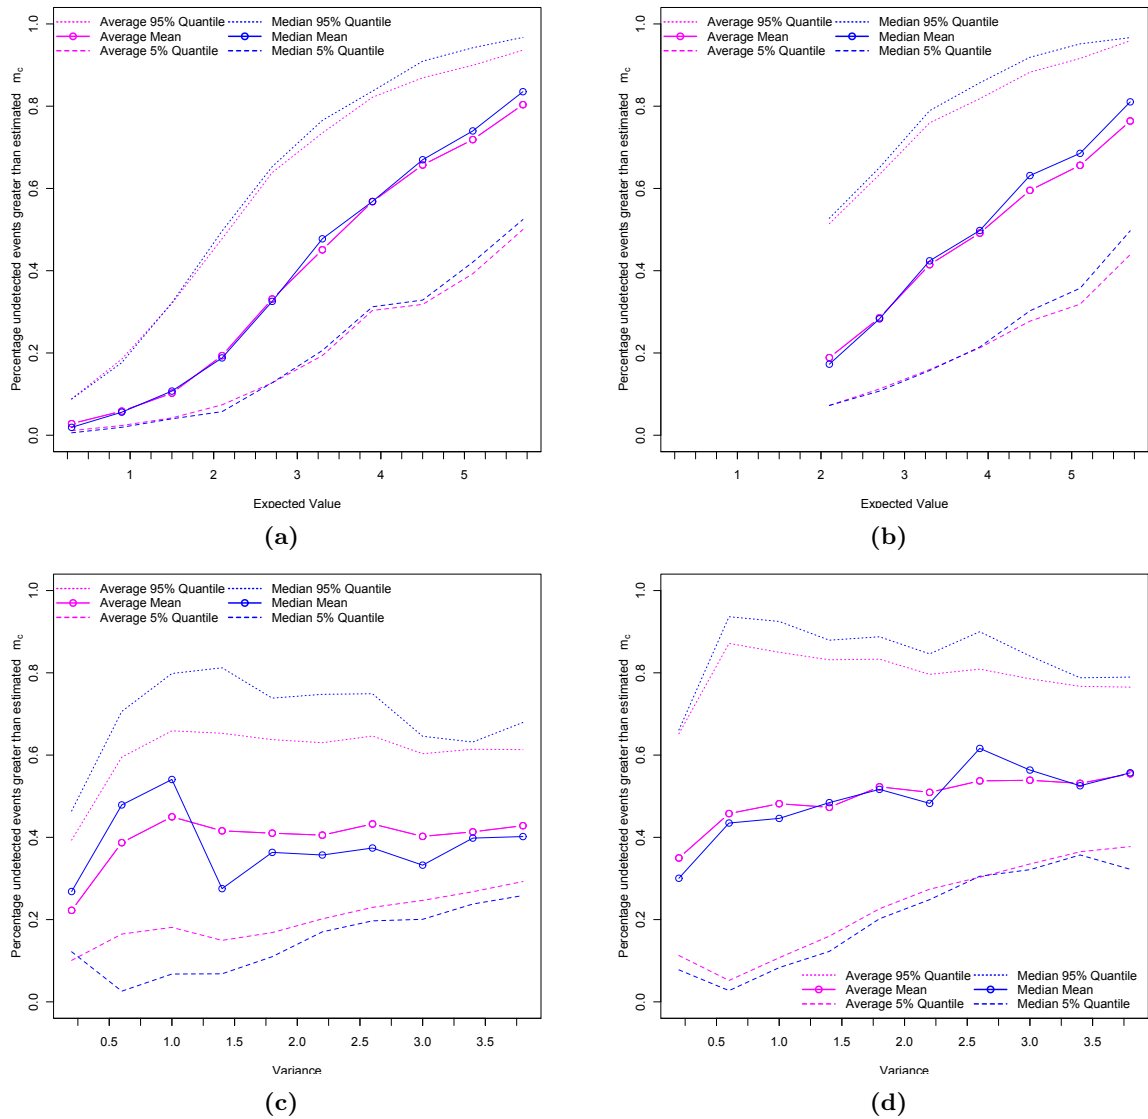 Average 95% Quantile Median 95% Quantile
Average Mean Median Mean
Average 5% Quantile Median 5% Quantile
Percentage undetected events greater than estimated m_c
0.0 0.2 0.4 0.6 0.8 1.0
1 2 3 4 5
Expected Value
(a)
Average 95% Quantile Median 95% Quantile
Average Mean Median Mean
Average 5% Quantile Median 5% Quantile
Percentage undetected events greater than estimated m_c
0.0 0.2 0.4 0.6 0.8 1.0
1 2 3 4 5
Expected Value
(b)
Average 95% Quantile Median 95% Quantile
Average Mean Median Mean
Average 5% Quantile Median 5% Quantile
Percentage undetected events greater than estimated m_c
0.0 0.2 0.4 0.6 0.8 1.0
0.5 1.0 1.5 2.0 2.5 3.0 3.5
Variance
(c)
Percentage undetected events greater than estimated m_c
0.0 0.2 0.4 0.6 0.8 1.0
Average 95% Quantile Median 95% Quantile
Average Mean Median Mean
Average 5% Quantile Median 5% Quantile
0.5 1.0 1.5 2.0 2.5 3.0 3.5
Variance
(d)